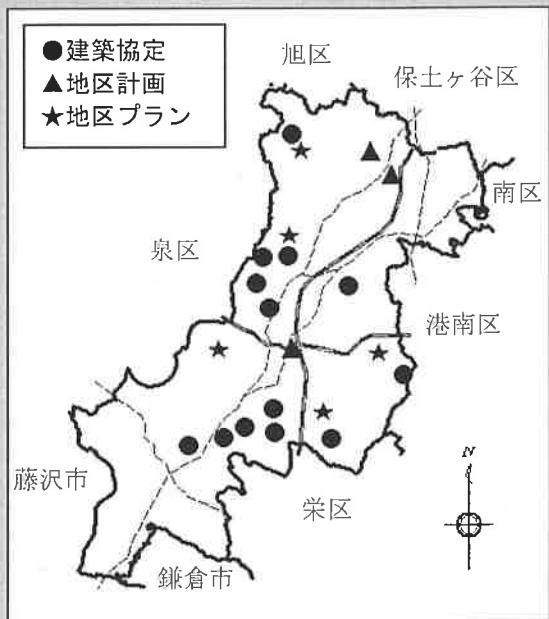 ●建築協定
▲地区計画
★地区プラン
旭区
保土ヶ谷区
南区
泉区
港南区
藤沢市
栄区
鎌倉市
N